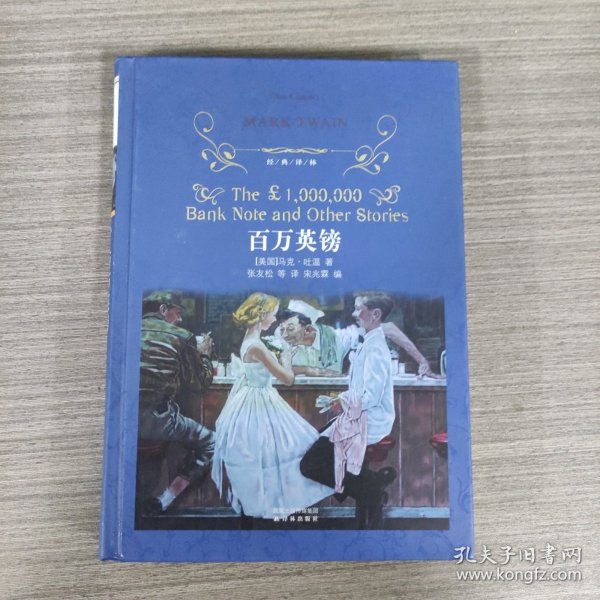 MARK TWAIN
经/典/译/林
The £1,000,000
Bank Note and Other Stories
百万英镑
[美国]马克·吐温 著
张友松 等 译 宋兆霖 编
译林出版社
孔夫子旧书网
www.kongfz.com